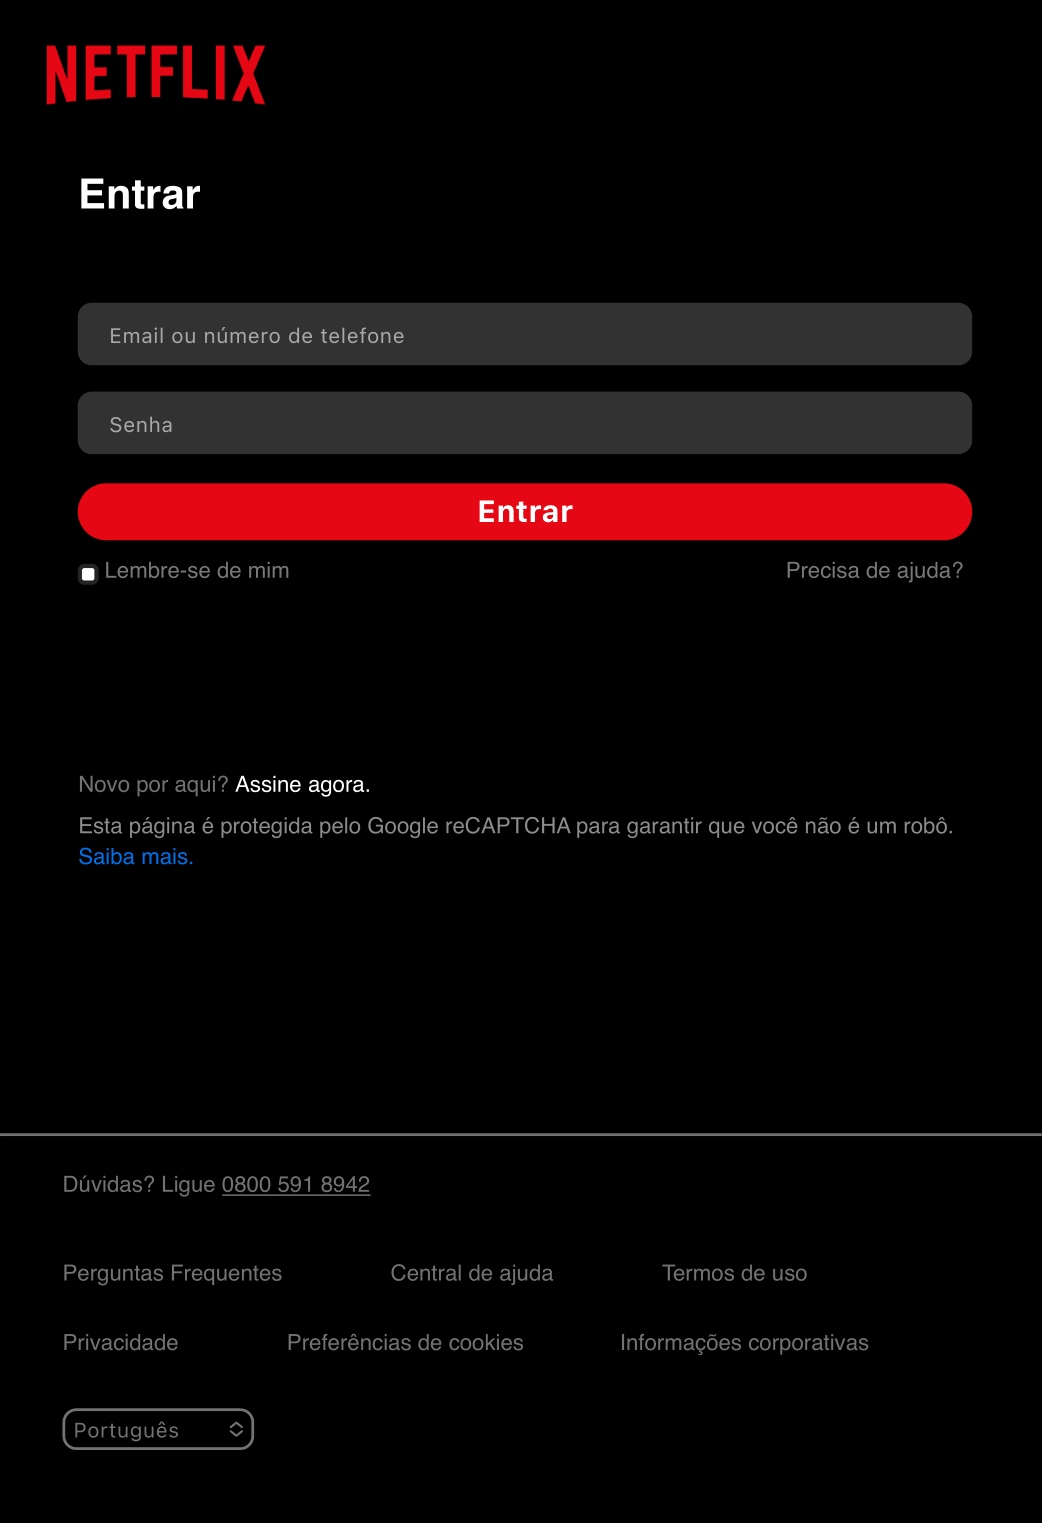 NETFLIX
Entrar
Email ou número de telefone
Senha
Entrar
Lembre-se de mim
Precisa de ajuda?
Novo por aqui? Assine agora.
Esta página é protegida pelo Google reCAPTCHA para garantir que você não é um robô.
Saiba mais.
Dúvidas? Ligue 0800 591 8942
Perguntas Frequentes
Central de ajuda
Termos de uso
Privacidade
Preferências de cookies
Informações corporativas
Português